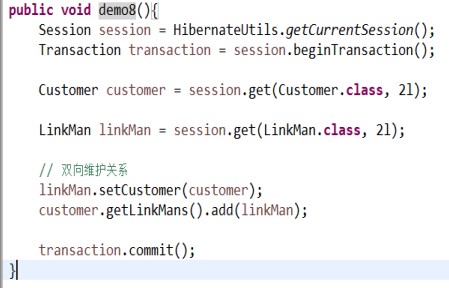 public void demo8(){
Session session = HibernateUtils.getCurrentSession();
Transaction transaction = session.beginTransaction();
Customer customer = session.get(Customer.class, 2l);
LinkMan linkMan = session.get(LinkMan.class, 2l);
// 双向维护关系
linkMan.setCustomer(customer);
customer.getLinkMans().add(linkMan);
transaction.commit();
}